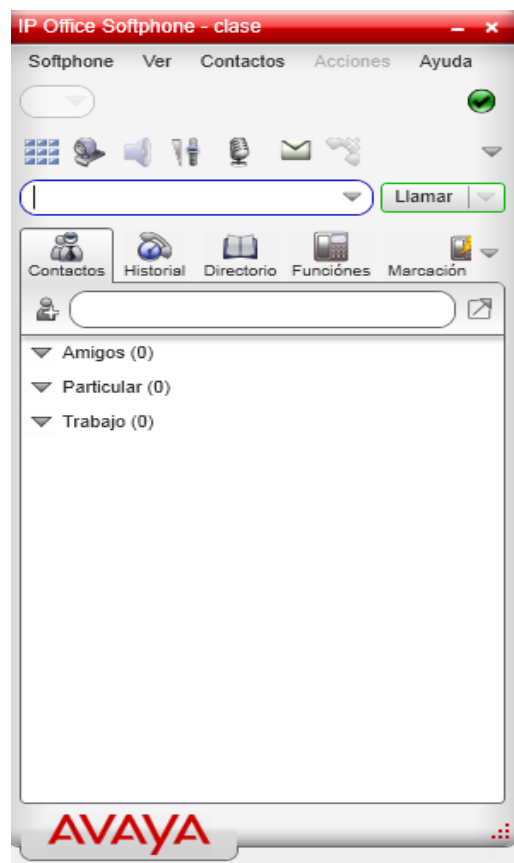 IP Office Softphone - clase
Softphone Ver Contactos Acciones Ayuda
Llamar
Contactos Historial Directorio Funciónes Marcación
Amigos (0)
Particular (0)
Trabajo (0)
AVAYA